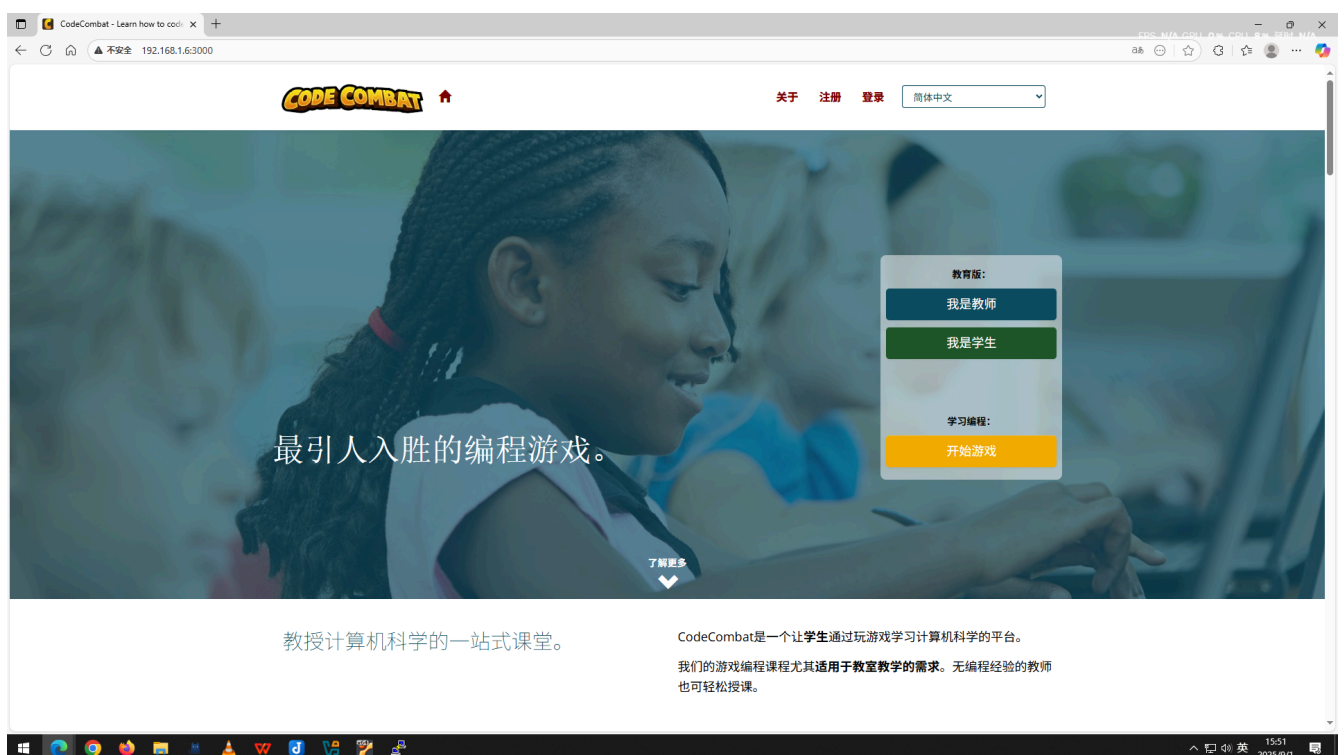 CodeCombat - Learn how to code
不安全 192.168.1.6:3000
CODE COMBAT
关于 注册 登录 简体中文
教育版:
我是教师
我是学生
学习编程:
开始游戏
最引人入胜的编程游戏。
了解更多
教授计算机科学的一站式课堂。
CodeCombat是一个让学生通过玩游戏学习计算机科学的平台。
我们的游戏编程课程尤其适用于教室教学的需求。无编程经验的教师
也可轻松授课。
英
15:51
2025/9/1